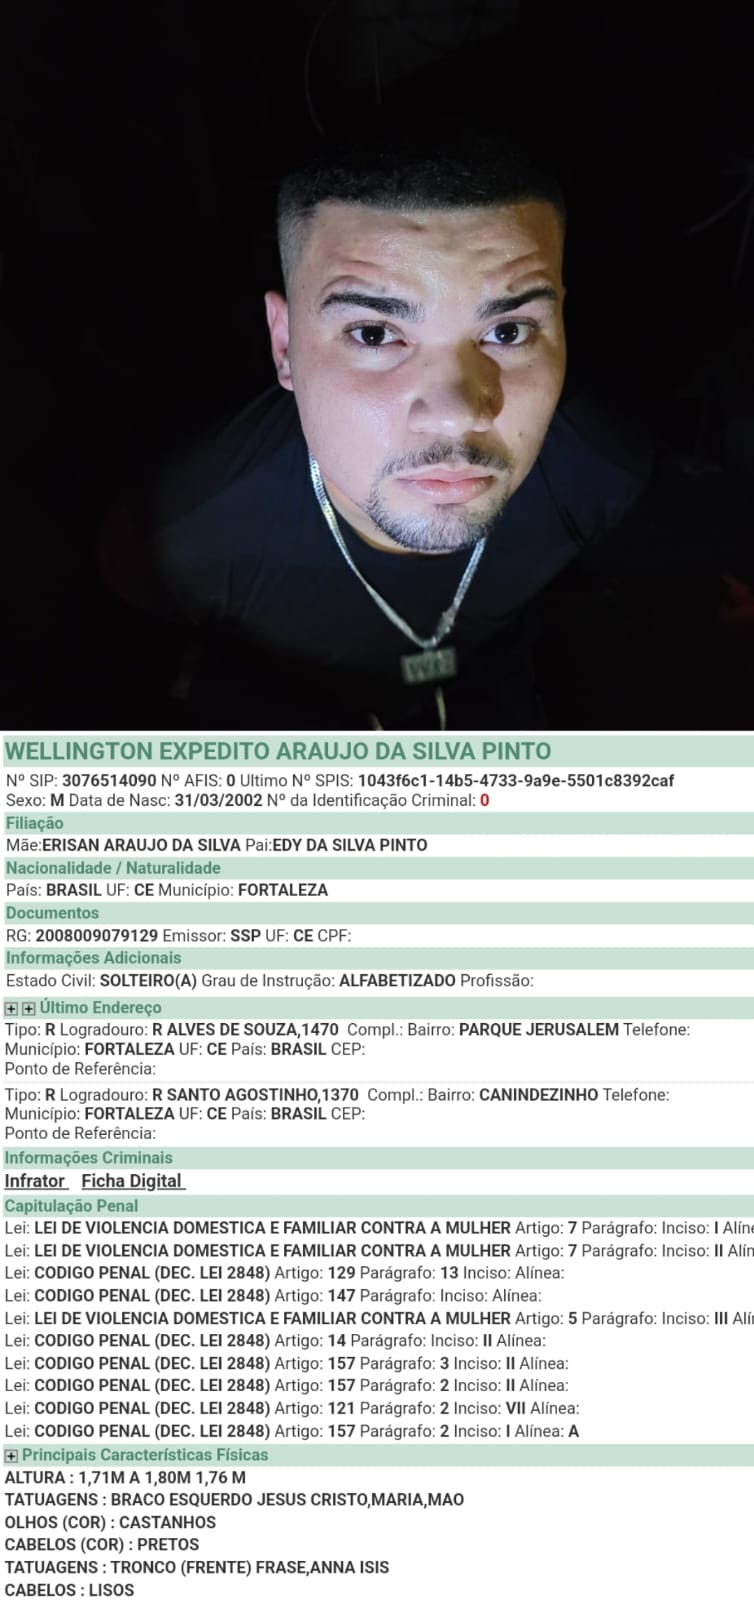 WELLINGTON EXPEDITO ARAUJO DA SILVA PINTO
Nº SIP: 3076514090 Nº AFIS: 0 Ultimo Nº SPIS: 1043f6c1-14b5-4733-9a9e-5501c8392caf
Sexo: M Data de Nasc: 31/03/2002 Nº da Identificação Criminal: 0
Filiação
Mãe:ERISAN ARAUJO DA SILVA Pai:EDY DA SILVA PINTO
Nacionalidade / Naturalidade
País: BRASIL UF: CE Município: FORTALEZA
Documentos
RG: 2008009079129 Emissor: SSP UF: CE CPF:
Informações Adicionais
Estado Civil: SOLTEIRO(A) Grau de Instrução: ALFABETIZADO Profissão:
Último Endereço
Tipo: R Logradouro: R ALVES DE SOUZA,1470 Compl.: Bairro: PARQUE JERUSALEM Telefone:
Município: FORTALEZA UF: CE País: BRASIL CEP:
Ponto de Referência:
Tipo: R Logradouro: R SANTO AGOSTINHO,1370 Compl.: Bairro: CANINDEZINHO Telefone:
Município: FORTALEZA UF: CE País: BRASIL CEP:
Ponto de Referência:
Informações Criminais
Infrator Ficha Digital
Capitulação Penal
Lei: LEI DE VIOLENCIA DOMESTICA E FAMILIAR CONTRA A MULHER Artigo: 7 Parágrafo: Inciso: I Alíne
Lei: LEI DE VIOLENCIA DOMESTICA E FAMILIAR CONTRA A MULHER Artigo: 7 Parágrafo: Inciso: II Alín
Lei: CODIGO PENAL (DEC. LEI 2848) Artigo: 129 Parágrafo: 13 Inciso: Alínea:
Lei: CODIGO PENAL (DEC. LEI 2848) Artigo: 147 Parágrafo: Inciso: Alínea:
Lei: LEI DE VIOLENCIA DOMESTICA E FAMILIAR CONTRA A MULHER Artigo: 5 Parágrafo: Inciso: III Alí
Lei: CODIGO PENAL (DEC. LEI 2848) Artigo: 14 Parágrafo: Inciso: II Alínea:
Lei: CODIGO PENAL (DEC. LEI 2848) Artigo: 157 Parágrafo: 3 Inciso: II Alínea:
Lei: CODIGO PENAL (DEC. LEI 2848) Artigo: 157 Parágrafo: 2 Inciso: II Alínea:
Lei: CODIGO PENAL (DEC. LEI 2848) Artigo: 121 Parágrafo: 2 Inciso: VII Alínea:
Lei: CODIGO PENAL (DEC. LEI 2848) Artigo: 157 Parágrafo: 2 Inciso: I Alínea: A
Principais Características Físicas
ALTURA : 1,71M A 1,80M 1,76 M
TATUAGENS : BRACO ESQUERDO JESUS CRISTO,MARIA,MAO
OLHOS (COR) : CASTANHOS
CABELOS (COR) : PRETOS
TATUAGENS : TRONCO (FRENTE) FRASE,ANNA ISIS
CABELOS : LISOS